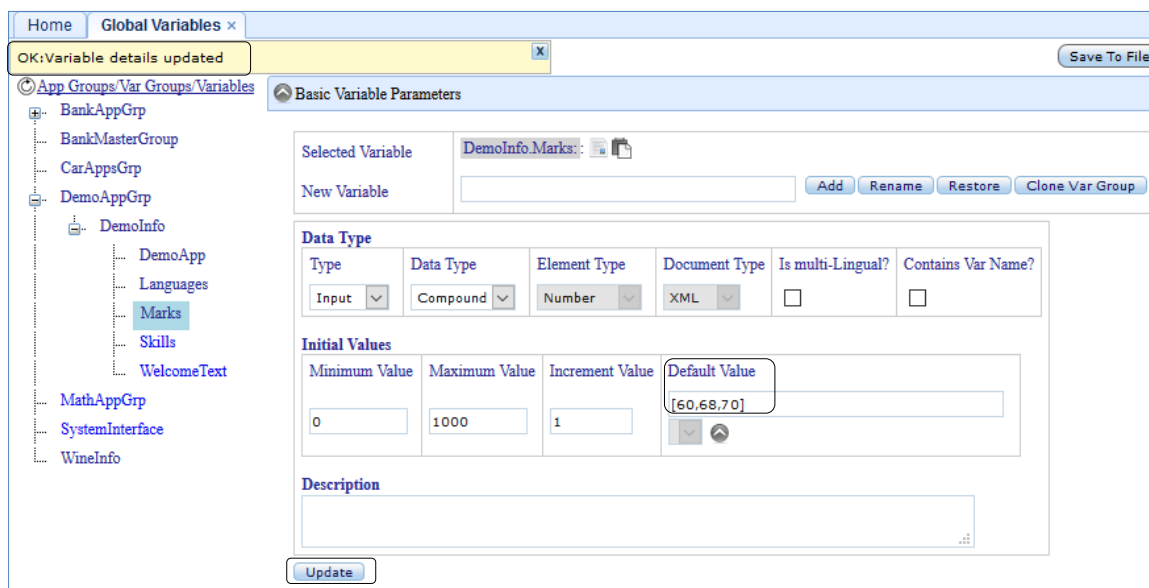 Home Global Variables ×
OK:Variable details updated x
Save To File
App Groups/Var Groups/Variables
Basic Variable Parameters
BankAppGrp
BankMasterGroup
CarAppsGrp
DemoAppGrp
DemoInfo
DemoApp
Languages
Marks
Skills
WelcomeText
MathAppGrp
SystemInterface
WineInfo
Selected Variable DemoInfo.Marks: :
New Variable Add Rename Restore Clone Var Group
Data Type
Type Data Type Element Type Document Type Is multi-Lingual? Contains Var Name?
Input Compound Number XML
Initial Values
Minimum Value Maximum Value Increment Value Default Value
0 1000 1 [60,68,70]
Description
Update